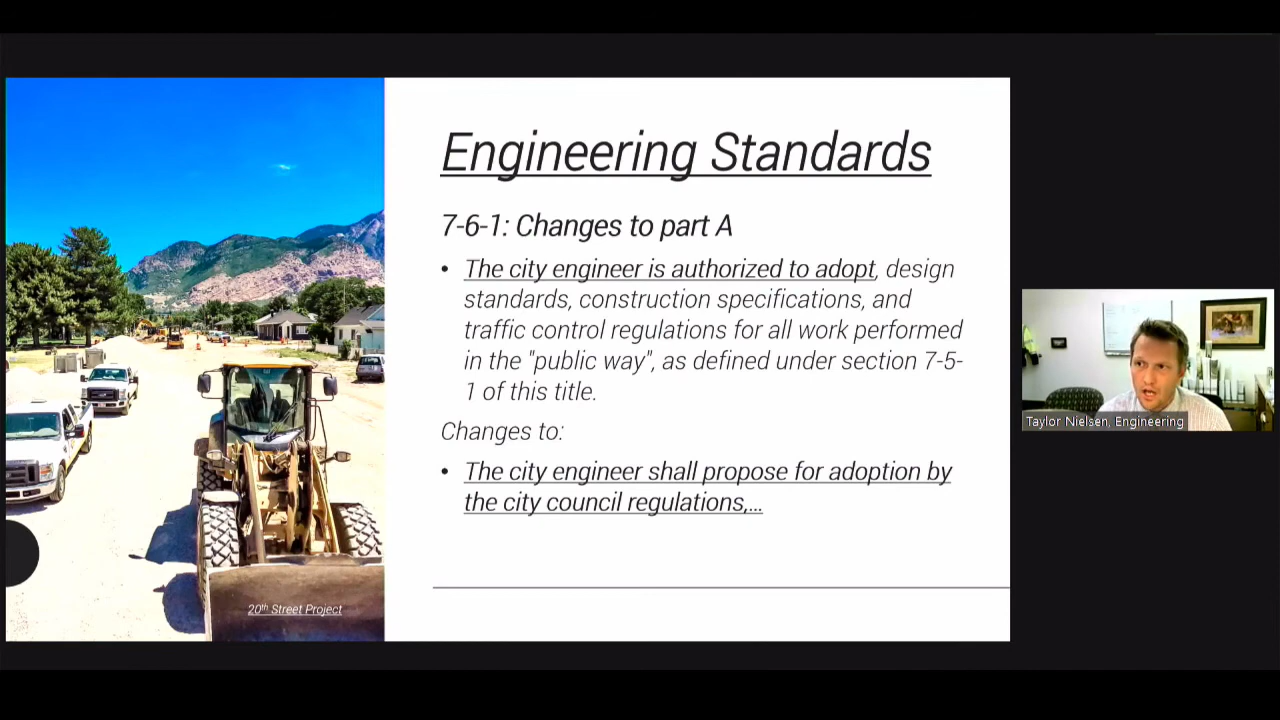 Engineering Standards
7-6-1: Changes to part A
• The city engineer is authorized to adopt, design
standards, construction specifications, and
traffic control regulations for all work performed
in the "public way", as defined under section 7-5-
1 of this title.
Changes to:
• The city engineer shall propose for adoption by
the city council regulations,...
20th Street Project
Taylor Nielsen, Engineering